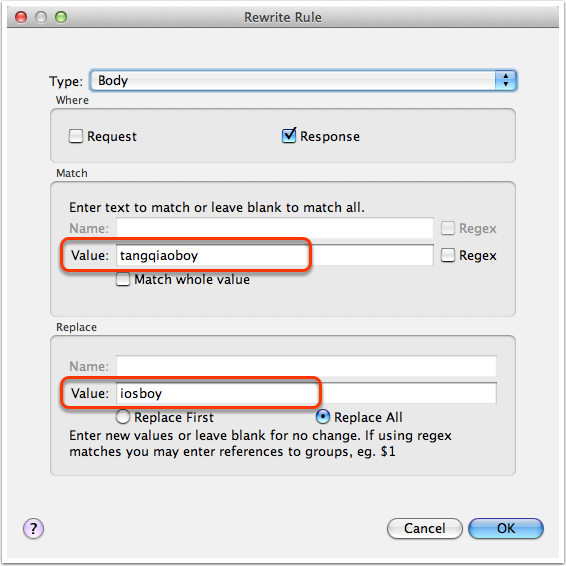 Rewrite Rule
Type: Body
Where
Request Response
Match
Enter text to match or leave blank to match all.
Name: Regex
Value: tangqiaoboy Regex
Match whole value
Replace
Name:
Value: iosboy
Replace First Replace All
Enter new values or leave blank for no change. If using regex
matches you may enter references to groups, eg. $1
? Cancel OK